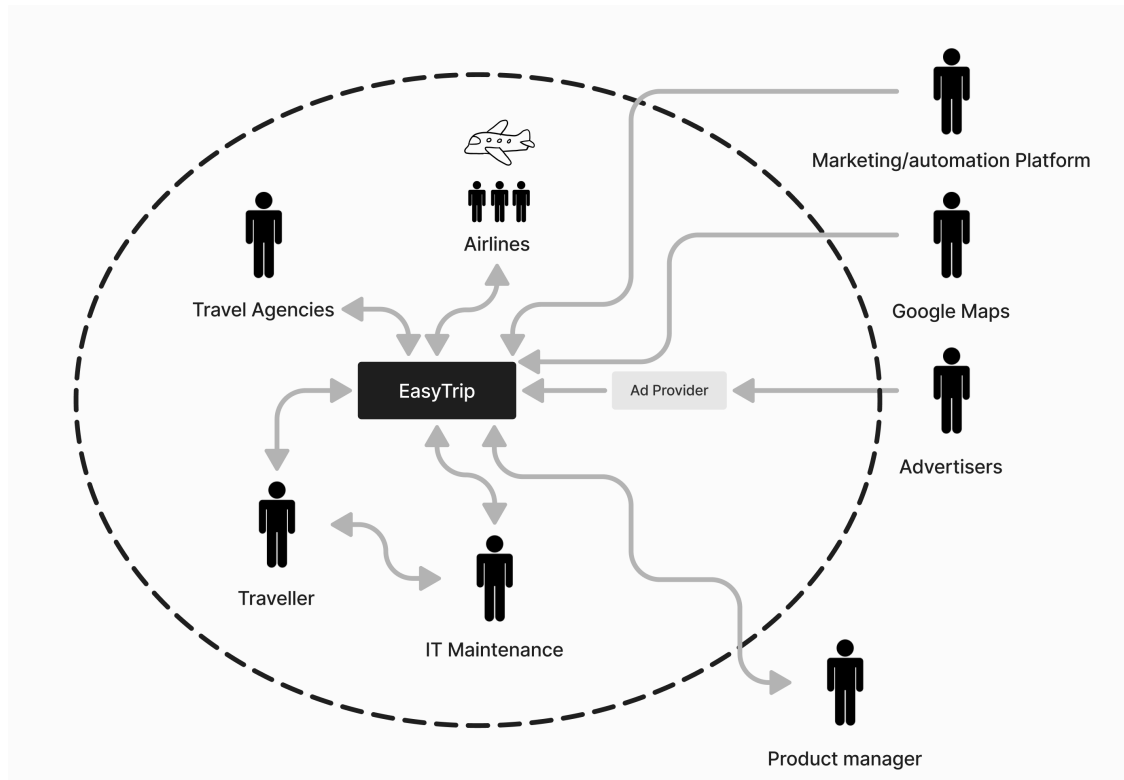 Marketing/automation Platform
Airlines
Travel Agencies
Google Maps
EasyTrip
Ad Provider
Advertisers
Traveller
IT Maintenance
Product manager